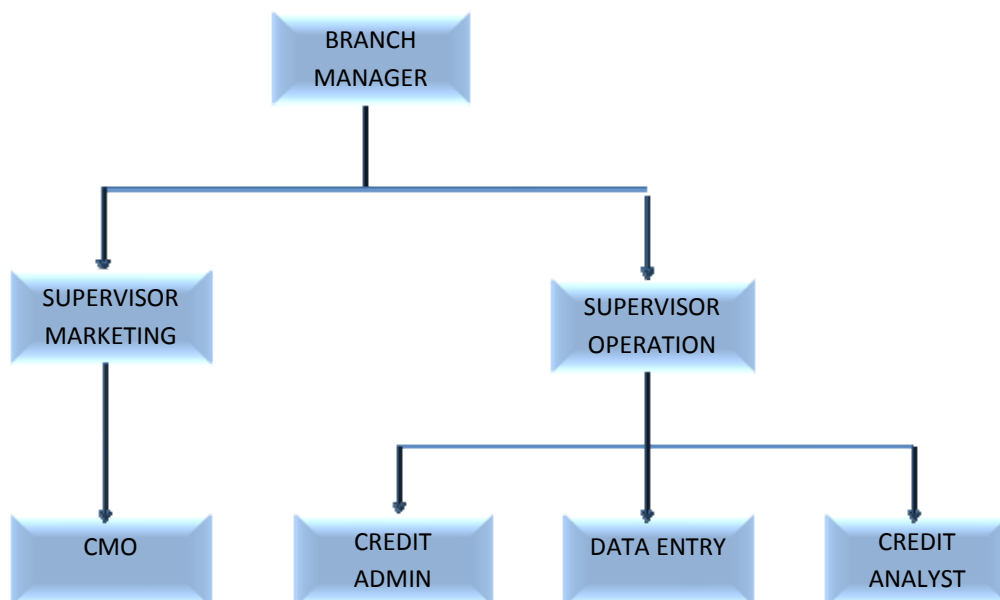 BRANCH
MANAGER
SUPERVISOR
MARKETING
SUPERVISOR
OPERATION
CMO
CREDIT
ADMIN
DATA ENTRY
CREDIT
ANALYST